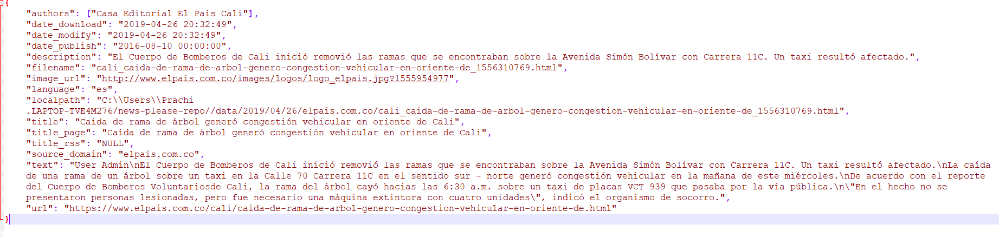 {
"authors": ["Casa Editorial El País Cali"],
"date_download": "2019-04-26 20:32:49",
"date_modify": "2019-04-26 20:32:49",
"date_publish": "2016-08-10 00:00:00",
"description": "El Cuerpo de Bomberos de Cali inició removió las ramas que se encontraban sobre la Avenida Simón Bolívar con Carrera 11C. Un taxi resultó afectado.",
"filename": "cali_caida-de-rama-de-arbol-genero-congestion-vehicular-en-oriente-de_1556310769.html",
"image_url": "http://www.elpais.com.co/images/logos/logo_elpais.jpg?1555954977",
"language": "es",
"localpath": "C:\\Users\\Prachi
.LAPTOP-TVE4M276/news-please-repo//data/2019/04/26/elpais.com.co/cali_caida-de-rama-de-arbol-genero-congestion-vehicular-en-oriente-de_1556310769.html",
"title": "Caída de rama de árbol generó congestión vehicular en oriente de Cali",
"title_page": "Caída de rama de árbol generó congestión vehicular en oriente de Cali",
"title_rss": "NULL",
"source_domain": "elpais.com.co",
"text": "User Admin\nEl Cuerpo de Bomberos de Cali inició removió las ramas que se encontraban sobre la Avenida Simón Bolívar con Carrera 11C. Un taxi resultó afectado.\nLa caída
de una rama de un árbol sobre un taxi en la Calle 70 Carrera 11C en el sentido sur - norte generó congestión vehicular en la mañana de este miércoles.\nDe acuerdo con el reporte
del Cuerpo de Bomberos Voluntariosde Cali, la rama del árbol cayó hacias las 6:30 a.m. sobre un taxi de placas VCT 939 que pasaba por la vía pública.\n\"En el hecho no se
presentaron personas lesionadas, pero fue necesario una máquina extintora con cuatro unidades\", indicó el organismo de socorro.",
"url": "https://www.elpais.com.co/cali/caida-de-rama-de-arbol-genero-congestion-vehicular-en-oriente-de.html"
}